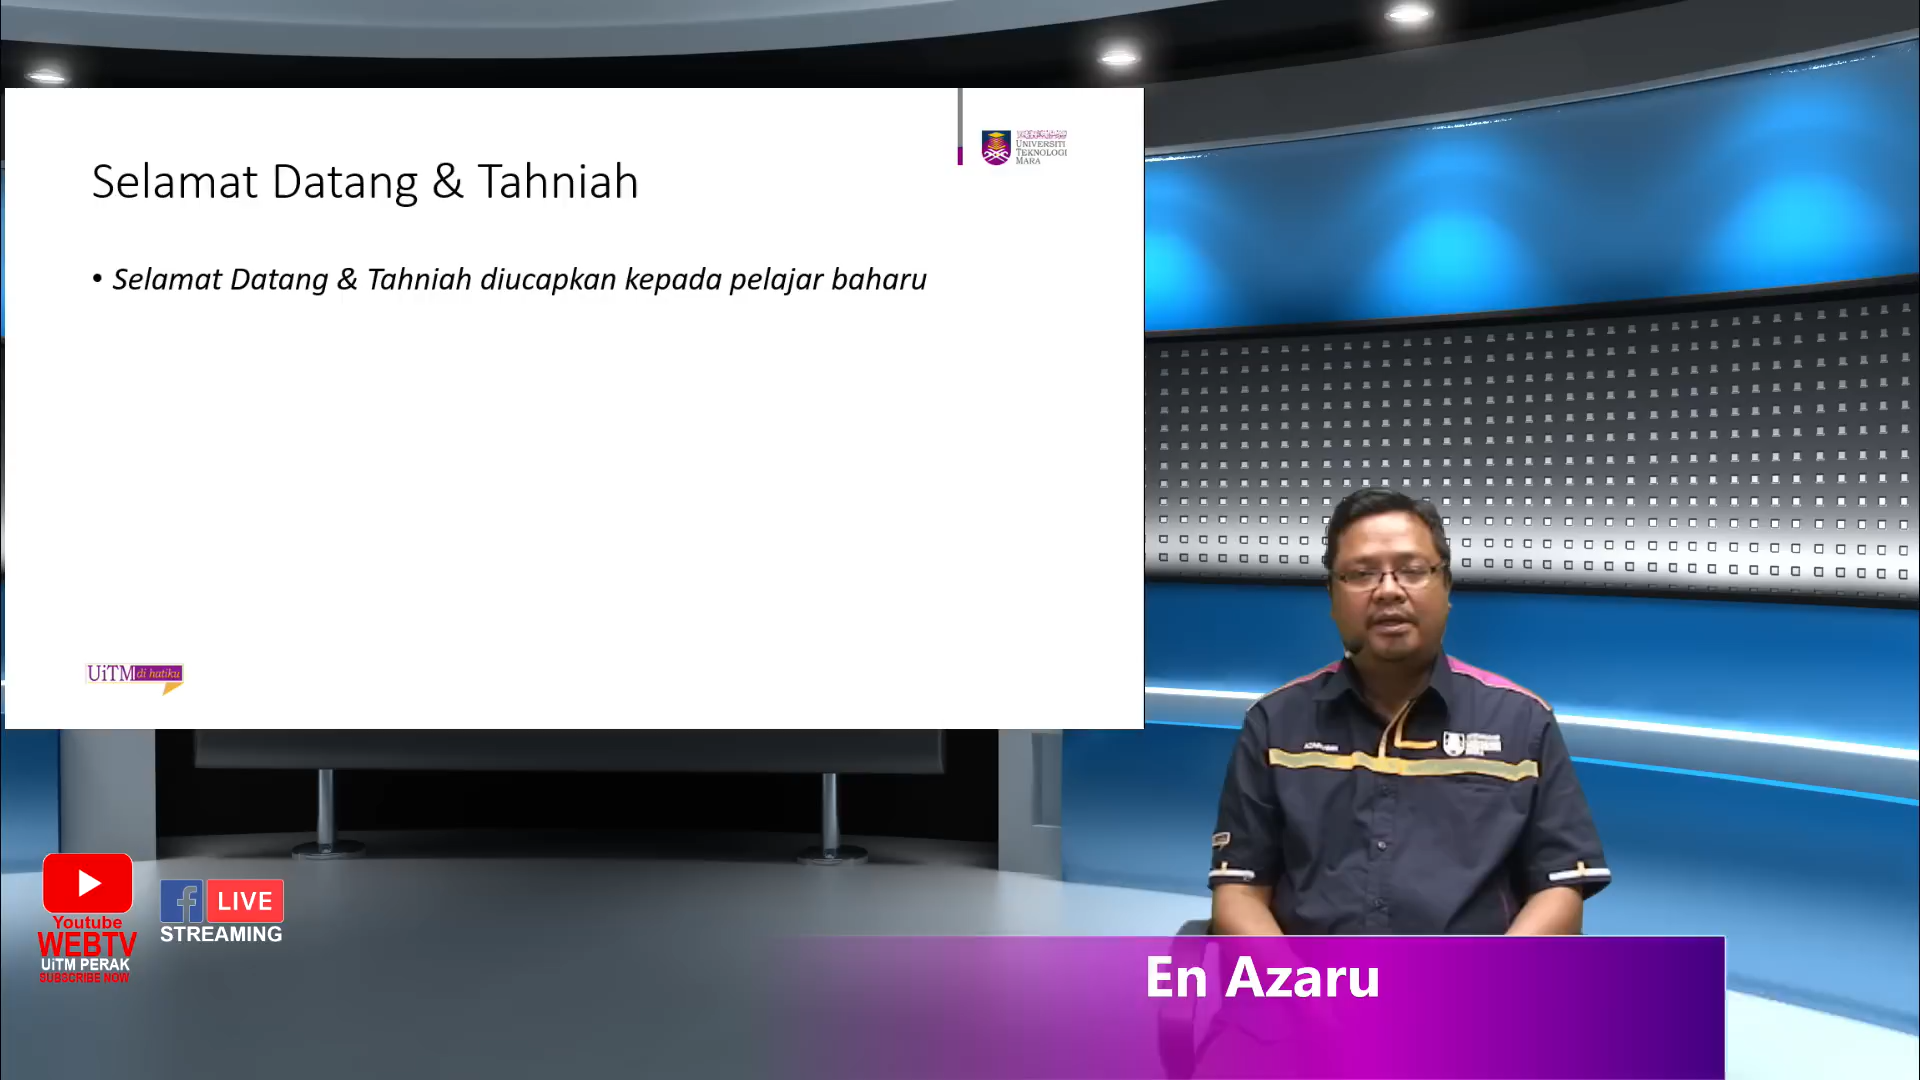 UNIVERSITI
TEKNOLOGI
MARA
Selamat Datang & Tahniah
• Selamat Datang & Tahniah diucapkan kepada pelajar baharu
UiTM di hatiku
Youtube
WEBTV
UiTM PERAK
SUBSCRIBE NOW
f LIVE
STREAMING
En Azaru